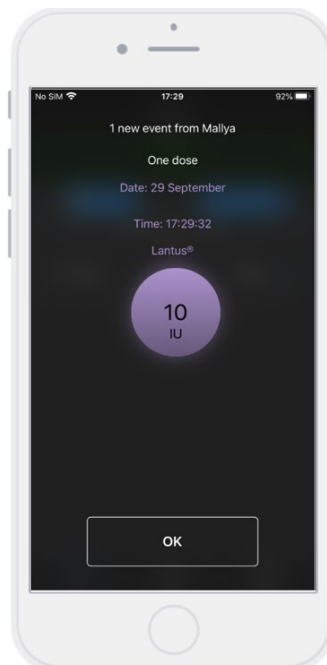 No SIM 17:29 92%
1 new event from Mallya
One dose
Date: 29 September
Time: 17:29:32
Lantus®
10
IU
OK